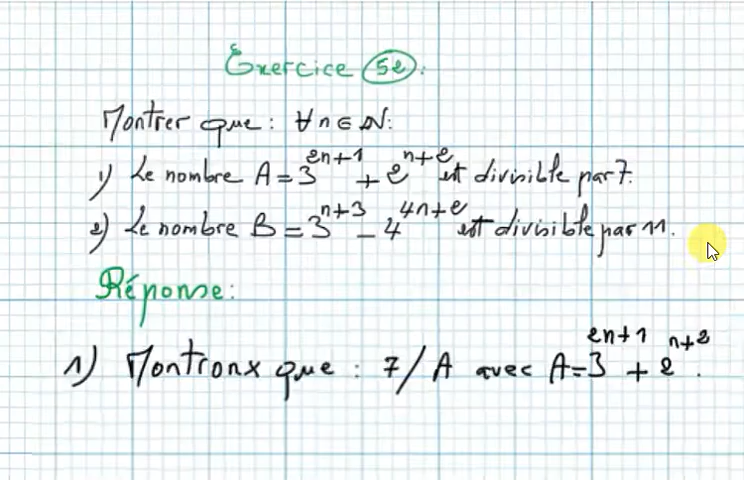 Exercice 52:
Montrer que: ∀n∈ℕ:
1) Le nombre A=3^{2n+1}+2^{n+2} est divisible par 7.
2) Le nombre B=3^{n+3}-4^{4n+2} est divisible par 11.
Réponse:
1) Montronx que : 7/A avec A=3^{2n+1}+2^{n+2}.